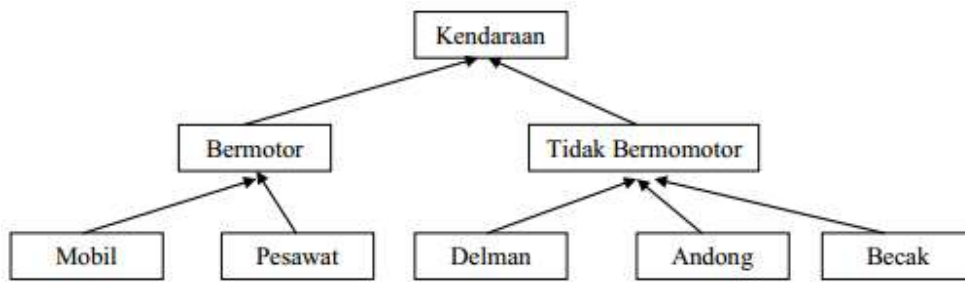 Kendaraan
Bermotor
Tidak Bermomotor
Mobil
Pesawat
Delman
Andong
Becak